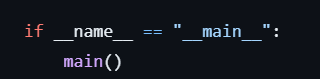 if __name__ == "__main__":
    main()